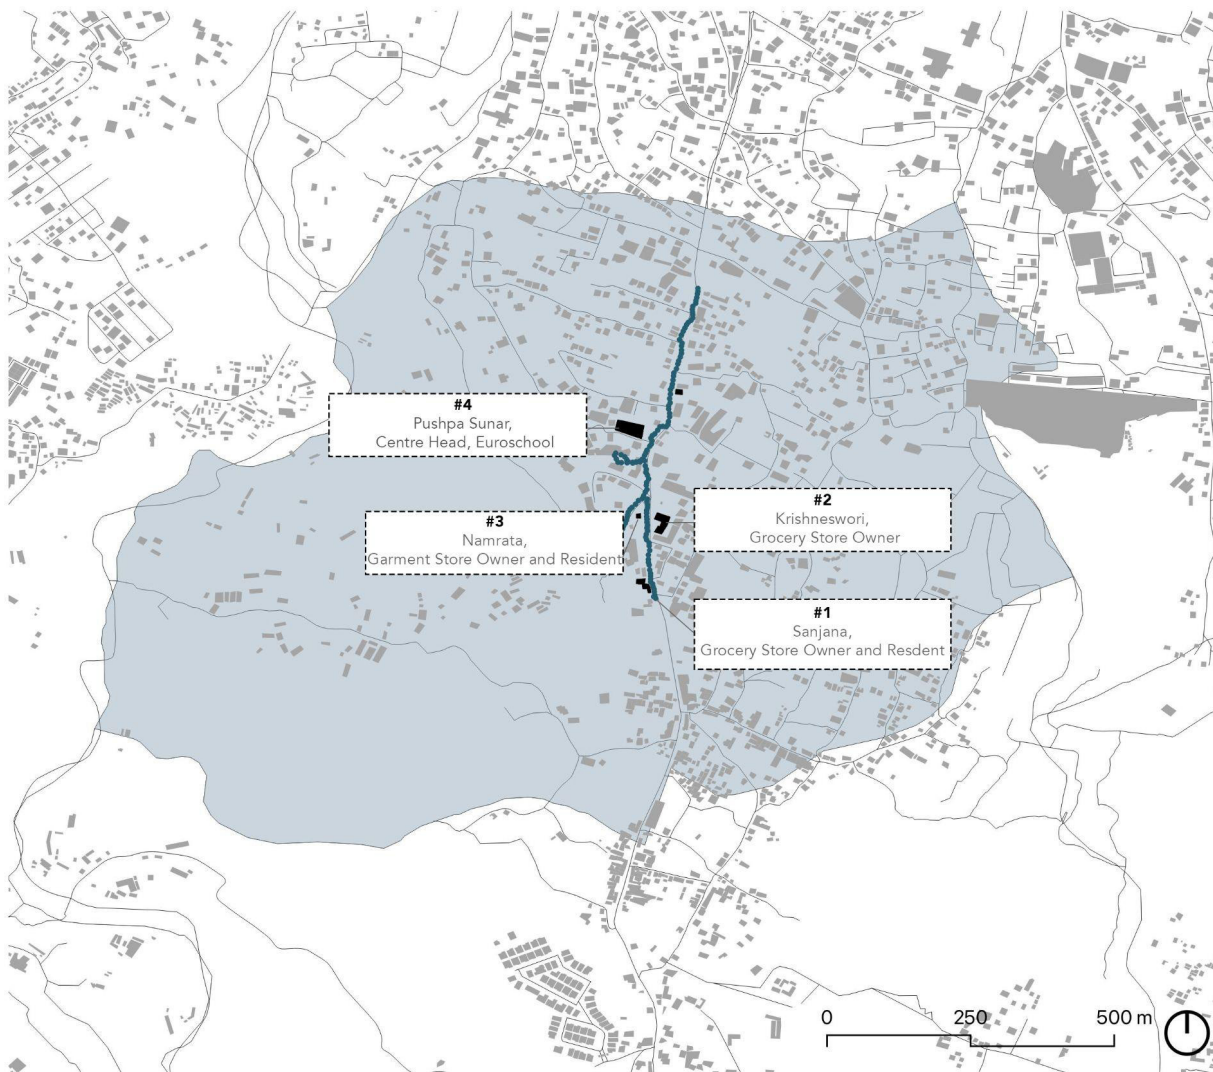 #4
Pushpa Sunar,
Centre Head, Euroschool
#2
Krishneswori,
Grocery Store Owner
#3
Namrata,
Garment Store Owner and Resident
#1
Sanjana,
Grocery Store Owner and Resdent
0 250 500 m